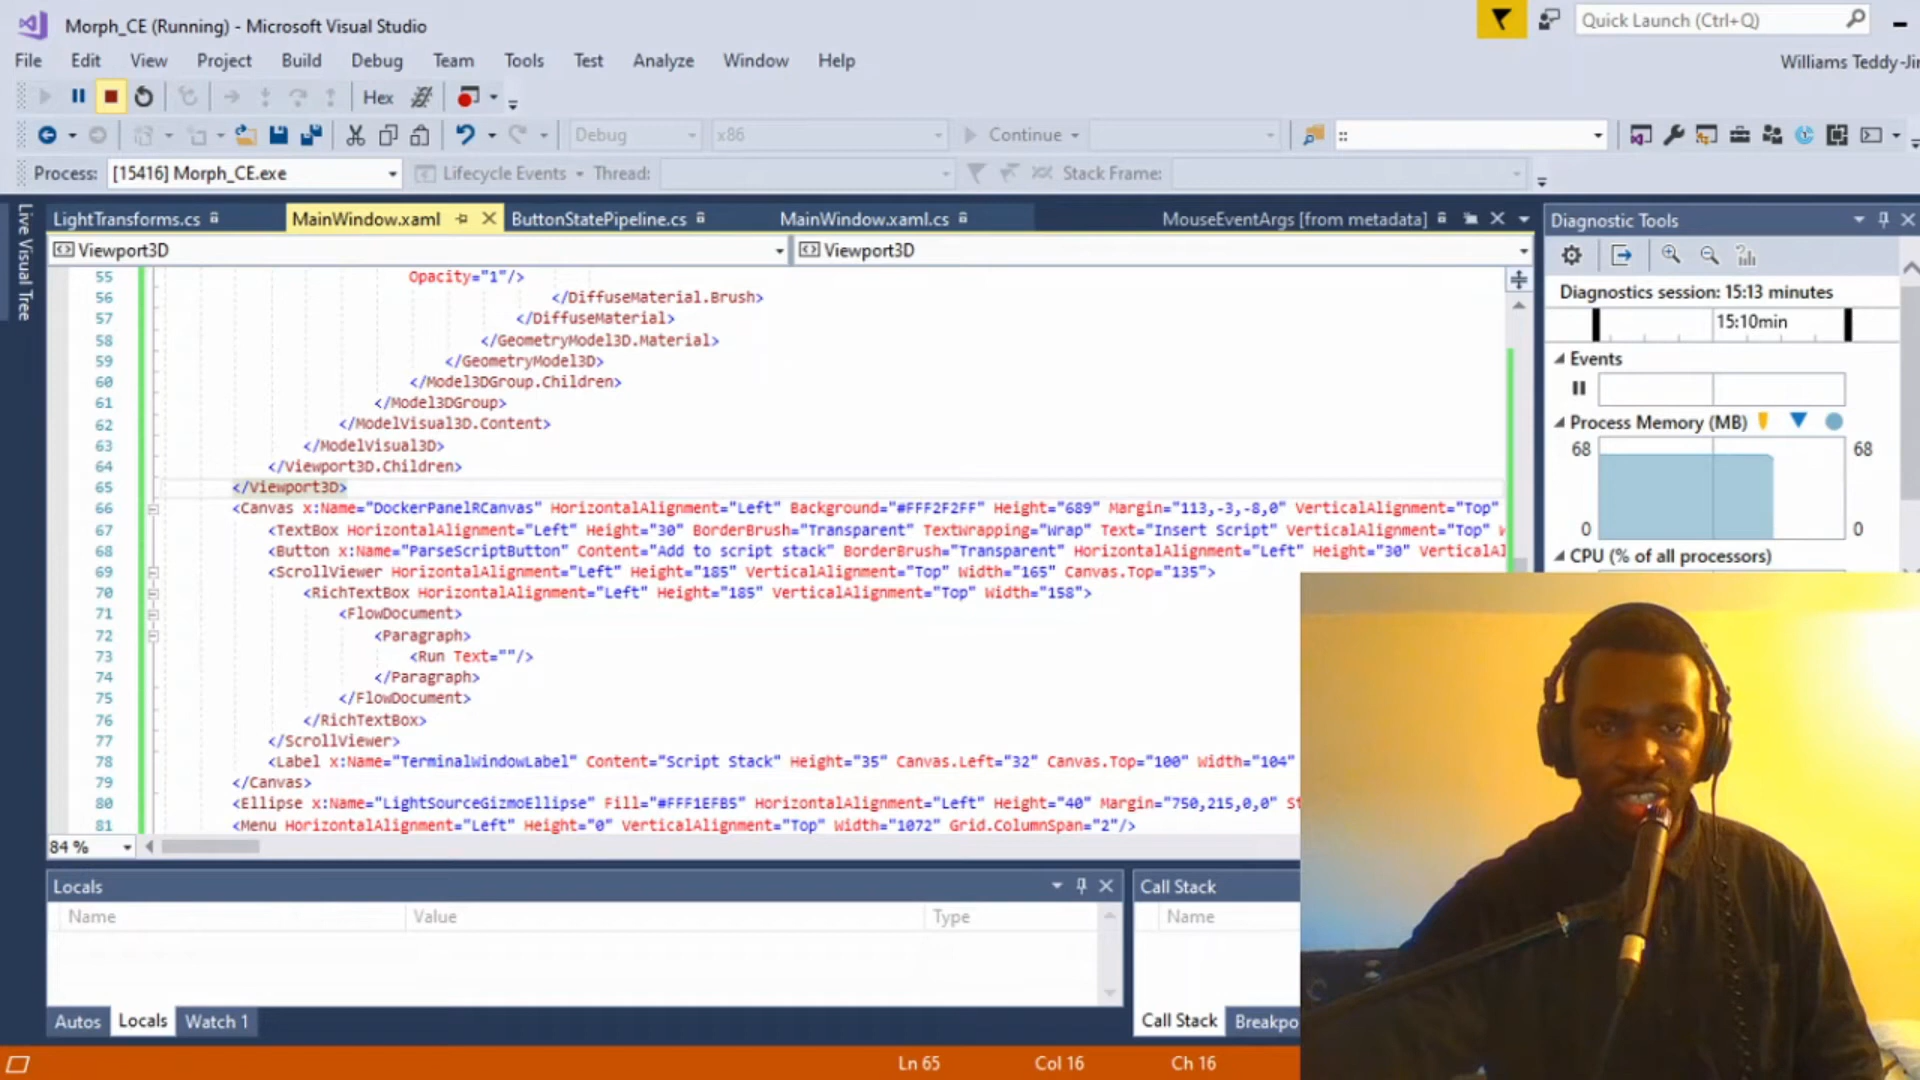 Morph_CE (Running) - Microsoft Visual Studio
Quick Launch (Ctrl+Q)
File Edit View Project Build Debug Team Tools Test Analyze Window Help
Williams Teddy-Jim
Hex
Debug x86 Continue ::
Process: [15416] Morph_CE.exe Lifecycle Events Thread: Stack Frame:
Live Visual Tree
LightTransforms.cs MainWindow.xaml ButtonStatePipeline.cs MainWindow.xaml.cs MouseEventArgs [from metadata]
Viewport3D Viewport3D
55 Opacity="1"/>
56 </DiffuseMaterial.Brush>
57 </DiffuseMaterial>
58 </GeometryModel3D.Material>
59 </GeometryModel3D>
60 </Model3DGroup.Children>
61 </Model3DGroup>
62 </ModelVisual3D.Content>
63 </ModelVisual3D>
64 </Viewport3D.Children>
65 </Viewport3D>
66 <Canvas x:Name="DockerPanelRCanvas" HorizontalAlignment="Left" Background="#FFF2F2FF" Height="689" Margin="113,-3,-8,0" VerticalAlignment="Top"
67 <TextBox HorizontalAlignment="Left" Height="30" BorderBrush="Transparent" TextWrapping="Wrap" Text="Insert Script" VerticalAlignment="Top" W
68 <Button x:Name="ParseScriptButton" Content="Add to script stack" BorderBrush="Transparent" HorizontalAlignment="Left" Height="30" VerticalAl
69 <ScrollViewer HorizontalAlignment="Left" Height="185" VerticalAlignment="Top" Width="165" Canvas.Top="135">
70 <RichTextBox HorizontalAlignment="Left" Height="185" VerticalAlignment="Top" Width="158">
71 <FlowDocument>
72 <Paragraph>
73 <Run Text=""/>
74 </Paragraph>
75 </FlowDocument>
76 </RichTextBox>
77 </ScrollViewer>
78 <Label x:Name="TerminalWindowLabel" Content="Script Stack" Height="35" Canvas.Left="32" Canvas.Top="100" Width="104"
79 </Canvas>
80 <Ellipse x:Name="LightSourceGizmoEllipse" Fill="#FFF1EFB5" HorizontalAlignment="Left" Height="40" Margin="750,215,0,0" St
81 <Menu HorizontalAlignment="Left" Height="0" VerticalAlignment="Top" Width="1072" Grid.ColumnSpan="2"/>
84 %
Diagnostic Tools
Diagnostics session: 15:13 minutes
15:10min
Events
Process Memory (MB)
68 68
0 0
CPU (% of all processors)
Locals
Name Value Type
Autos Locals Watch 1
Call Stack
Name
Call Stack Breakpo
Ln 65 Col 16 Ch 16